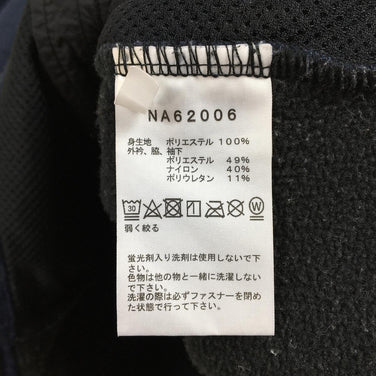 NA62006
身生地 ポリエステル 100%
外衿、脇、袖下
ポリエステル 49%
ナイロン 40%
ポリウレタン 11%
30 W
弱く絞る
蛍光剤入り洗剤は使用しないで下さい。
色物は他の物と一緒に洗濯しないで下さい。
洗濯の際は必ずファスナーを閉めた状態で行って下さい。